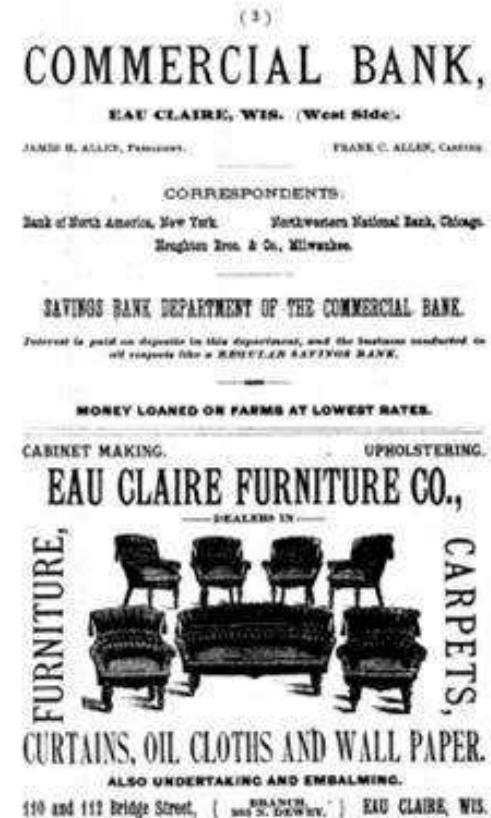 (3)
COMMERCIAL BANK,
EAU CLAIRE, WIS. (West Side).
JAMES H. ALLEN, PRESIDENT. FRANK C. ALLEN, CASHIER.
CORRESPONDENTS:
Bank of North America, New York. Northwestern National Bank, Chicago.
Houghton Bros. & Co., Milwaukee.
SAVINGS BANK DEPARTMENT OF THE COMMERCIAL BANK.
Interest is paid on deposits in this department, and the business conducted in
all respects like a REGULAR SAVINGS BANK.
MONEY LOANED ON FARMS AT LOWEST RATES.
CABINET MAKING. UPHOLSTERING.
EAU CLAIRE FURNITURE CO.,
DEALERS IN
FURNITURE,
CARPETS,
CURTAINS, OIL CLOTHS AND WALL PAPER.
ALSO UNDERTAKING AND EMBALMING.
110 and 112 Bridge Street, ( BRANCH, N. DEWEY, ) EAU CLAIRE, WIS.